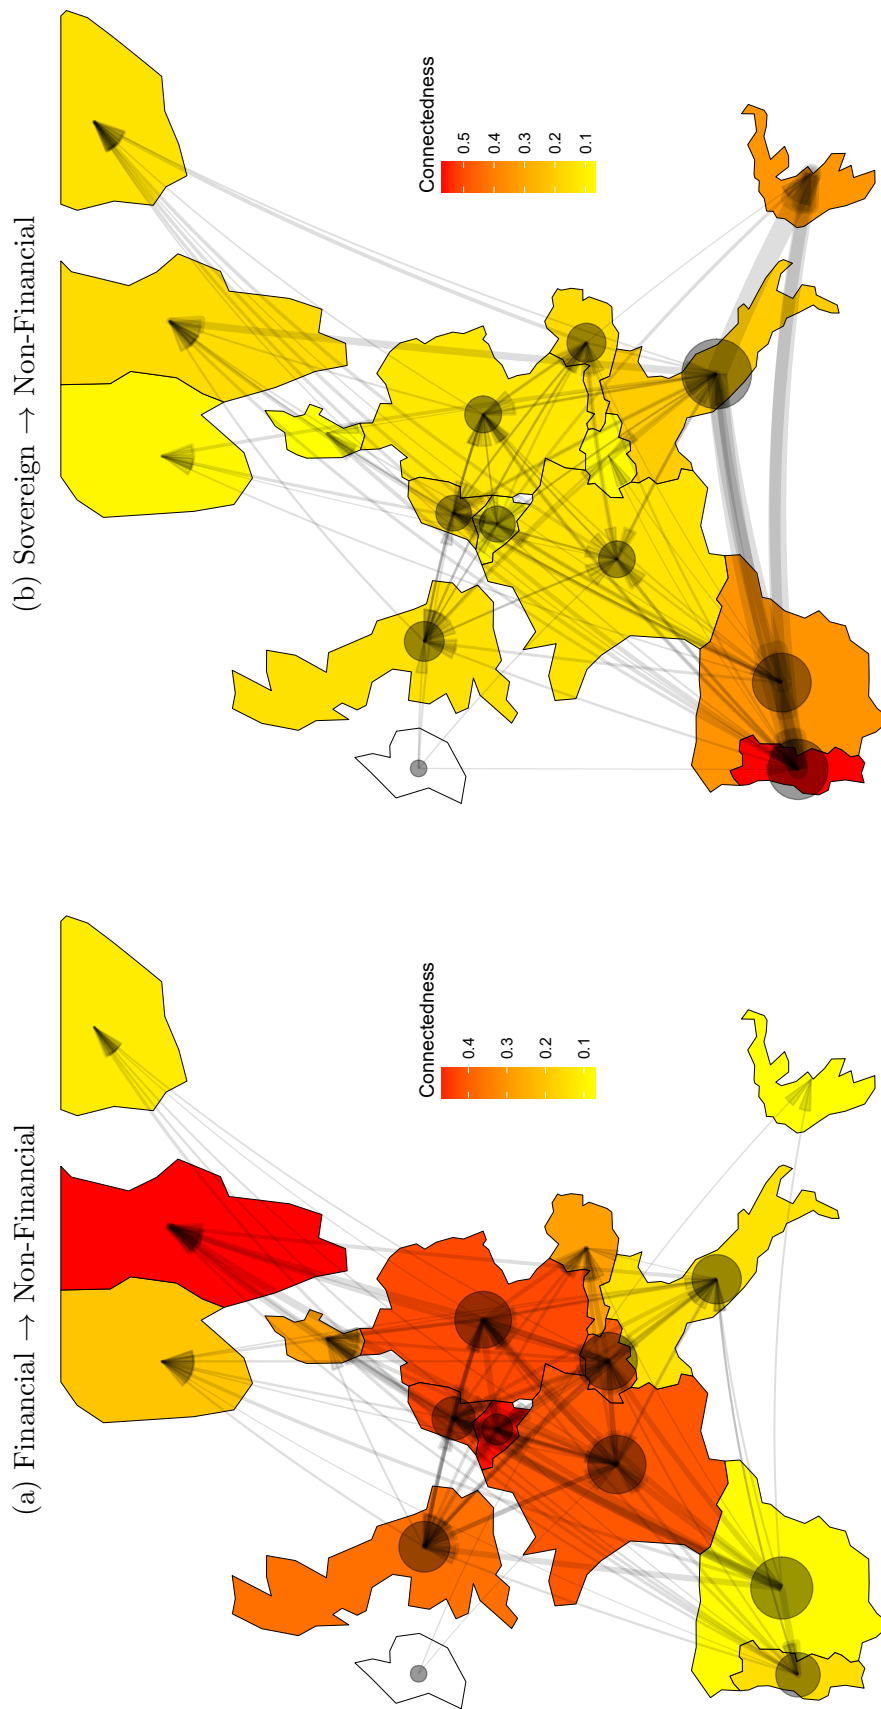 (a) Financial → Non-Financial
Connectedness
0.4
0.3
0.2
0.1
(b) Sovereign → Non-Financial
Connectedness
0.5
0.4
0.3
0.2
0.1